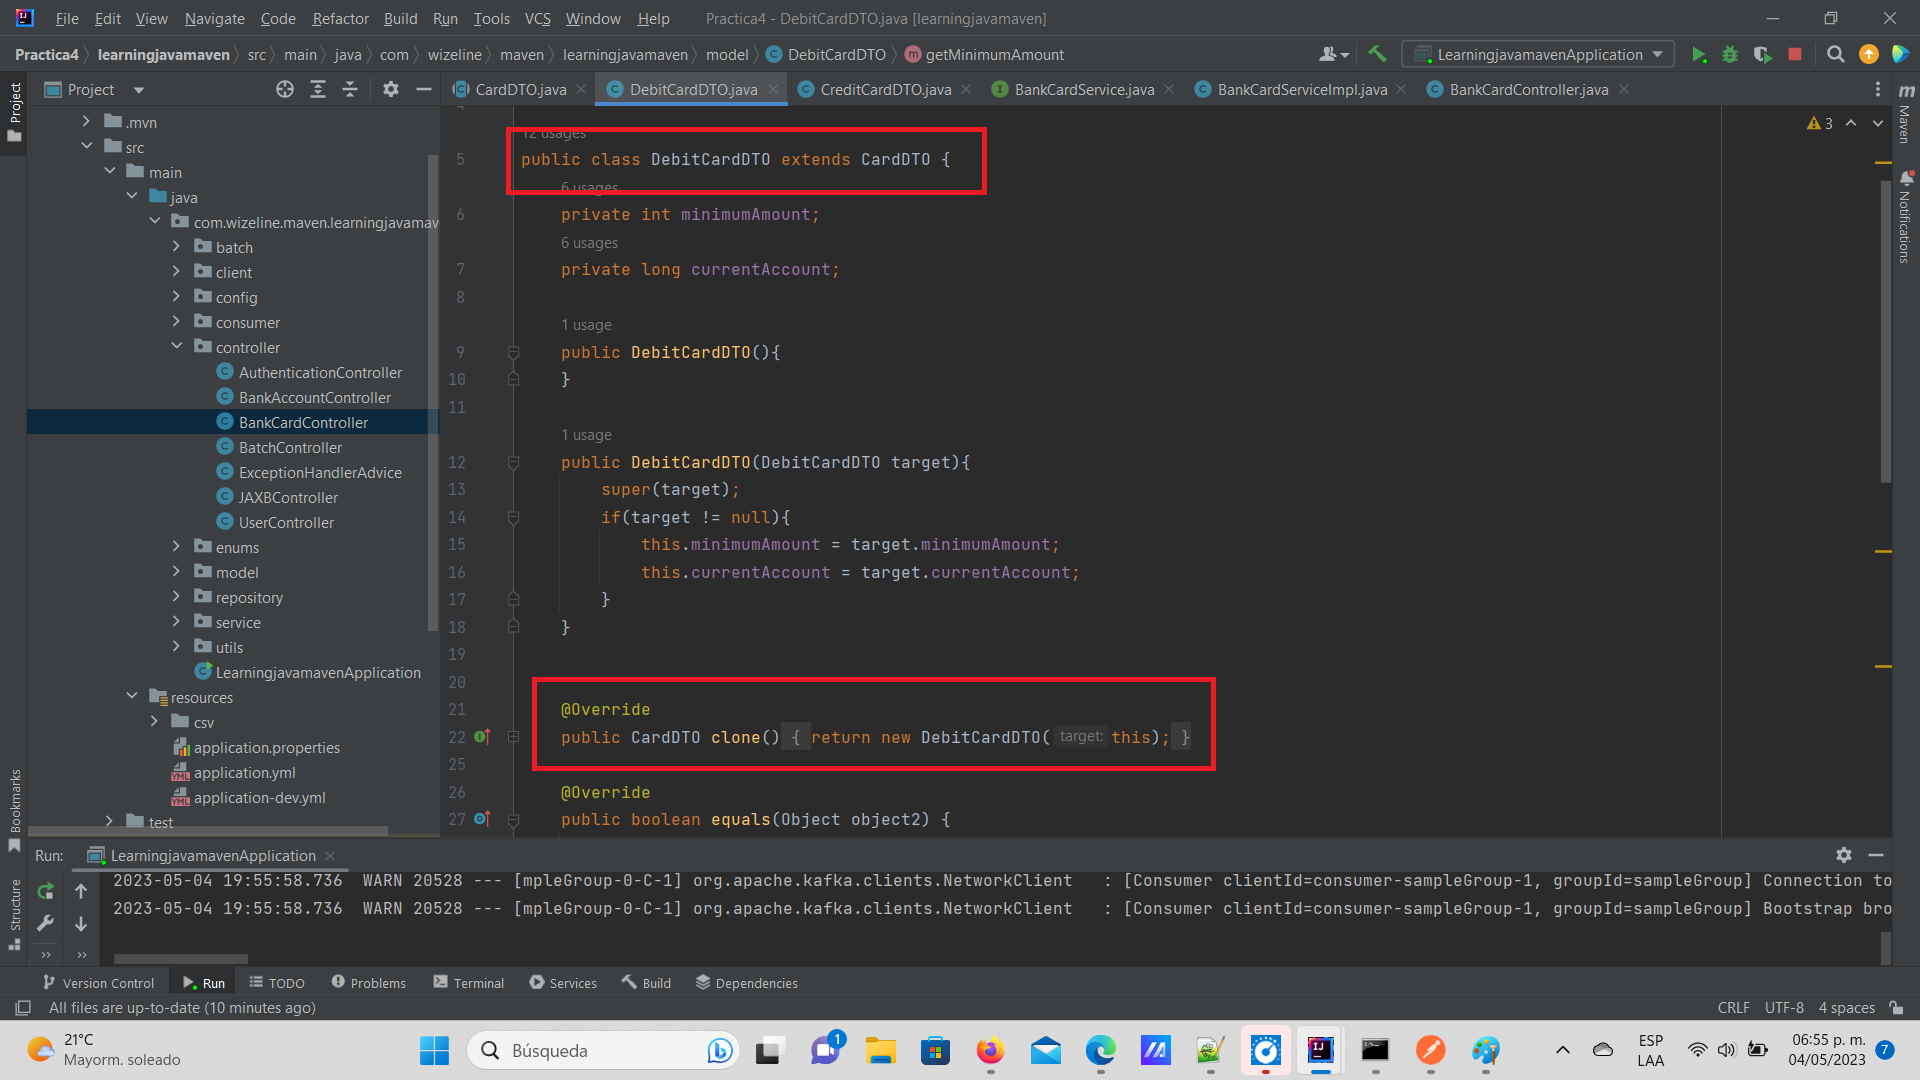 File Edit View Navigate Code Refactor Build Run Tools VCS Window Help Practica4 - DebitCardDTO.java [learningjavamaven]
Practica4 learningjavamaven src main java com wizeline maven learningjavamaven model DebitCardDTO getMinimumAmount LearningjavamavenApplication
Project
CardDTO.java DebitCardDTO.java CreditCardDTO.java BankCardService.java BankCardServiceImpl.java BankCardController.java
Project
Maven
Notifications
3
.mvn
src
main
java
com.wizeline.maven.learningjavamav
batch
client
config
consumer
controller
AuthenticationController
BankAccountController
BankCardController
BatchController
ExceptionHandlerAdvice
JAXBController
UserController
enums
model
repository
service
utils
LearningjavamavenApplication
resources
csv
application.properties
application.yml
application-dev.yml
test
12 usages
5 public class DebitCardDTO extends CardDTO {
6 usages
6 private int minimumAmount;
6 usages
7 private long currentAccount;
8
1 usage
9 public DebitCardDTO(){
10 }
11
1 usage
12 public DebitCardDTO(DebitCardDTO target){
13 super(target);
14 if(target != null){
15 this.minimumAmount = target.minimumAmount;
16 this.currentAccount = target.currentAccount;
17 }
18 }
19
20
21 @Override
22 public CardDTO clone() { return new DebitCardDTO( target: this); }
25
26 @Override
27 public boolean equals(Object object2) {
Bookmarks
Structure
Run: LearningjavamavenApplication
2023-05-04 19:55:58.736 WARN 20528 --- [mpleGroup-0-C-1] org.apache.kafka.clients.NetworkClient : [Consumer clientId=consumer-sampleGroup-1, groupId=sampleGroup] Connection to
2023-05-04 19:55:58.736 WARN 20528 --- [mpleGroup-0-C-1] org.apache.kafka.clients.NetworkClient : [Consumer clientId=consumer-sampleGroup-1, groupId=sampleGroup] Bootstrap bro
Version Control Run TODO Problems Terminal Services Build Dependencies
All files are up-to-date (10 minutes ago) CRLF UTF-8 4 spaces
21°C
Mayorm. soleado
Búsqueda
1
ESP
LAA
06:55 p. m.
04/05/2023
7